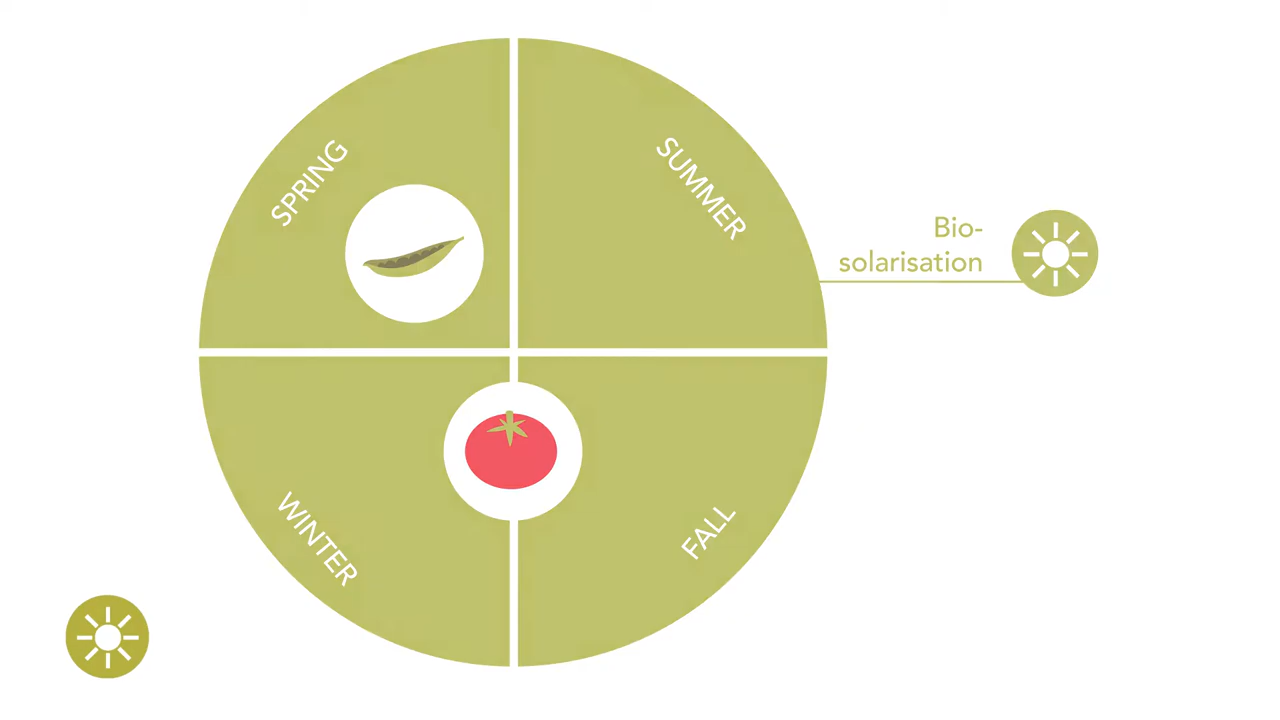 SPRING
SUMMER
Bio-
solarisation
WINTER
FALL